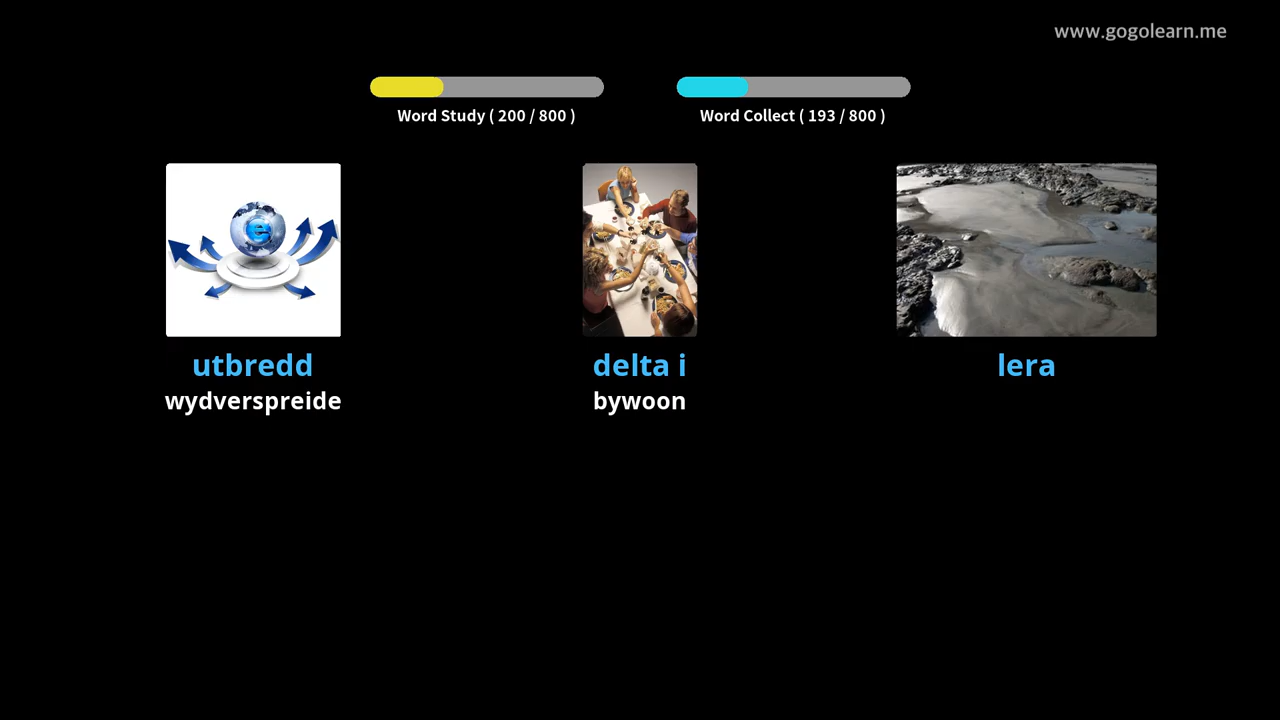 www.gogolearn.me
Word Study ( 200 / 800 )
Word Collect ( 193 / 800 )
e
utbredd
delta i
lera
wydverspreide
bywoon